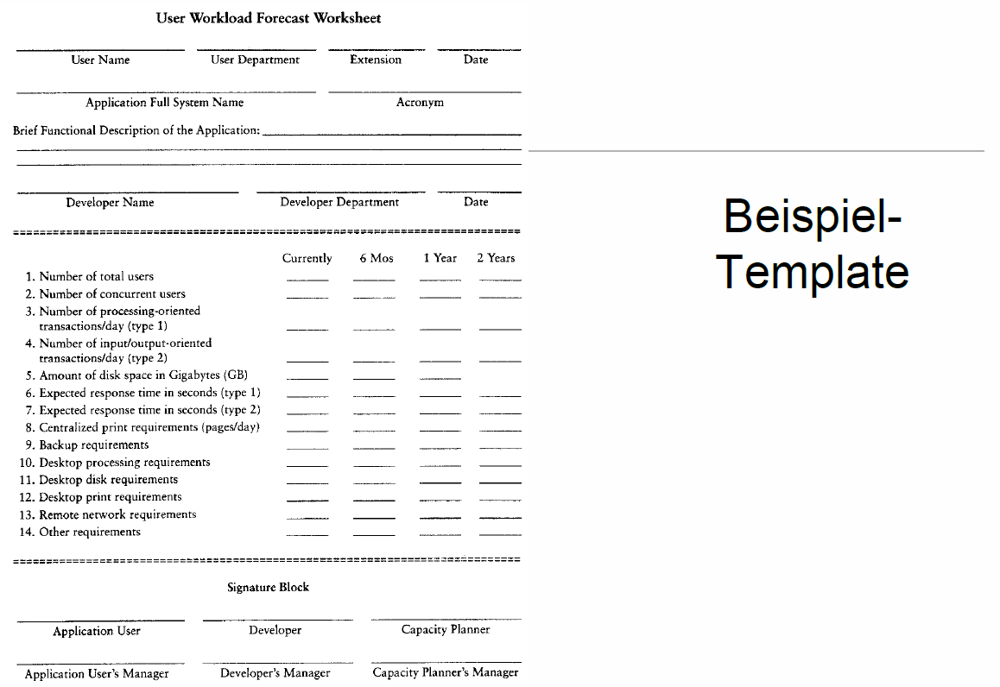 User Workload Forecast Worksheet
User Name User Department Extension Date
Application Full System Name Acronym
Brief Functional Description of the Application:
Developer Name Developer Department Date
Currently 6 Mos 1 Year 2 Years
1. Number of total users
2. Number of concurrent users
3. Number of processing-oriented
transactions/day (type 1)
4. Number of input/output-oriented
transactions/day (type 2)
5. Amount of disk space in Gigabytes (GB)
6. Expected response time in seconds (type 1)
7. Expected response time in seconds (type 2)
8. Centralized print requirements (pages/day)
9. Backup requirements
10. Desktop processing requirements
11. Desktop disk requirements
12. Desktop print requirements
13. Remote network requirements
14. Other requirements
Signature Block
Application User Developer Capacity Planner
Application User's Manager Developer's Manager Capacity Planner's Manager
Beispiel-
Template